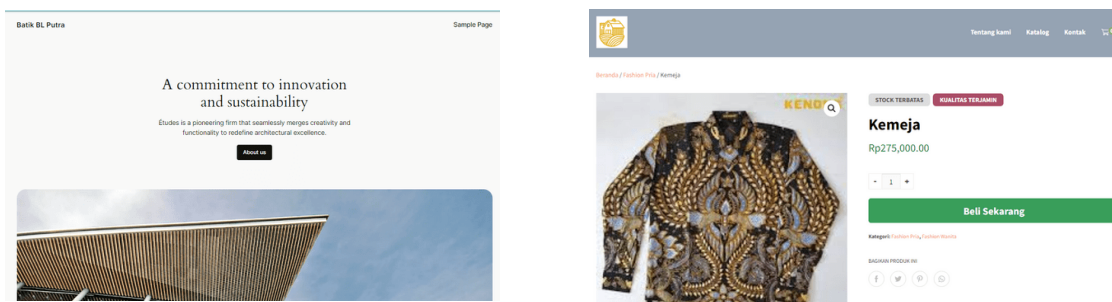 Batik BL Putra
Sample Page
A commitment to innovation
and sustainability
Études is a pioneering firm that seamlessly merges creativity and
functionality to redefine architectural excellence.
About us
Tentang kami Katalog Kontak
Beranda / Fashion Pria / Kemeja
STOCK TERBATAS KUALITAS TERJAMIN
Kemeja
Rp275,000.00
- 1 +
Beli Sekarang
Kategori: Fashion Pria, Fashion Wanita
BAGIKAN PRODUK INI